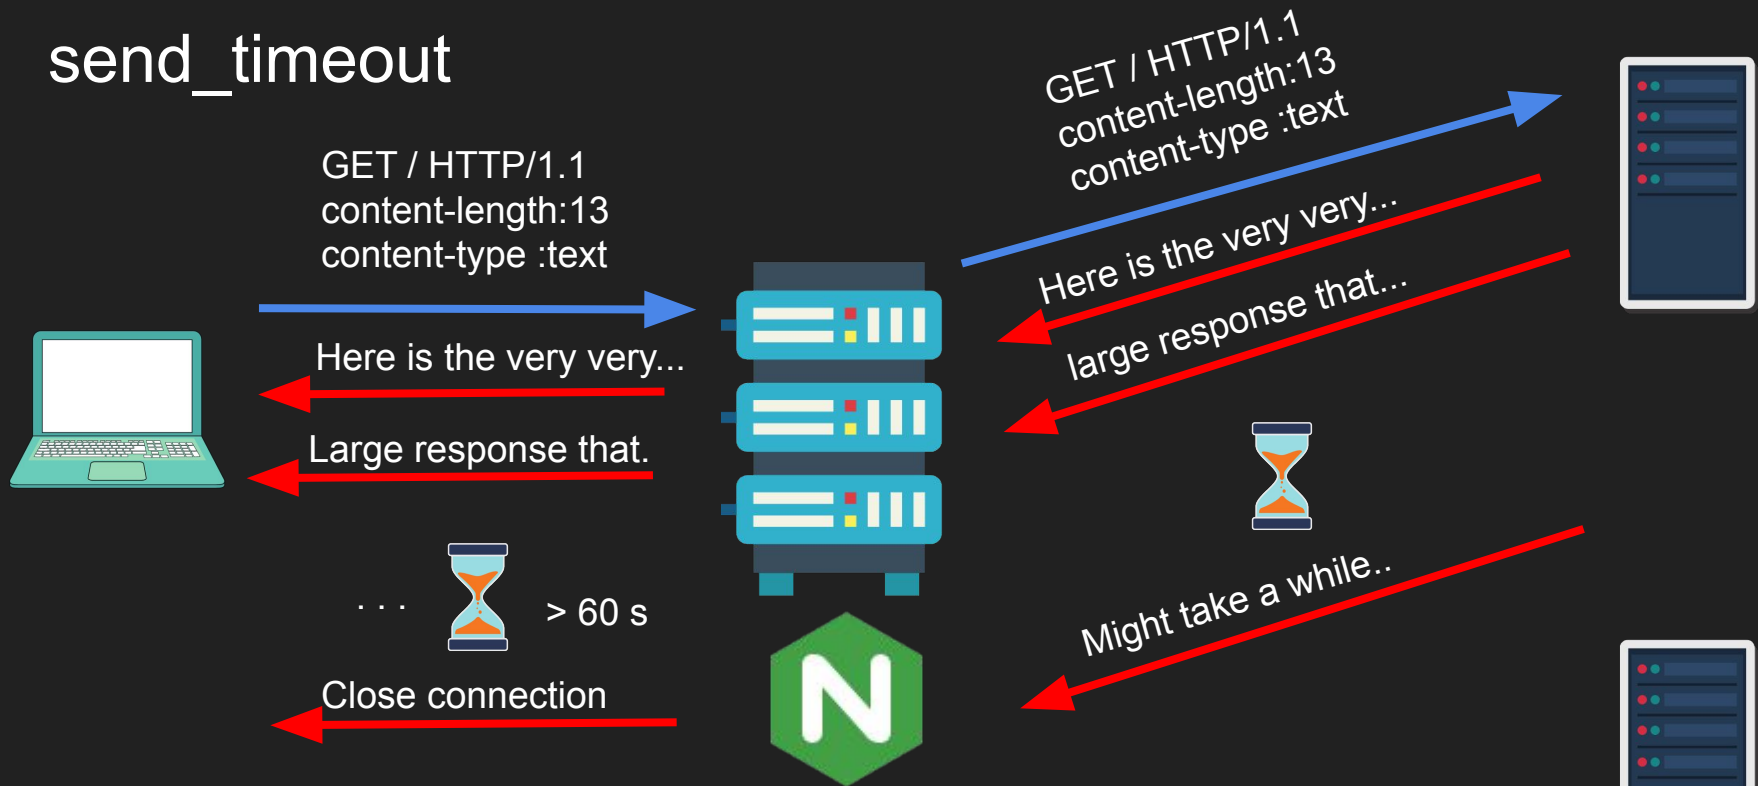 send_timeout
GET / HTTP/1.1
content-length:13
content-type :text
Here is the very very...
Large response that.
. . .
> 60 s
Close connection
GET / HTTP/1.1
content-length:13
content-type :text
Here is the very very...
large response that...
Might take a while..
N